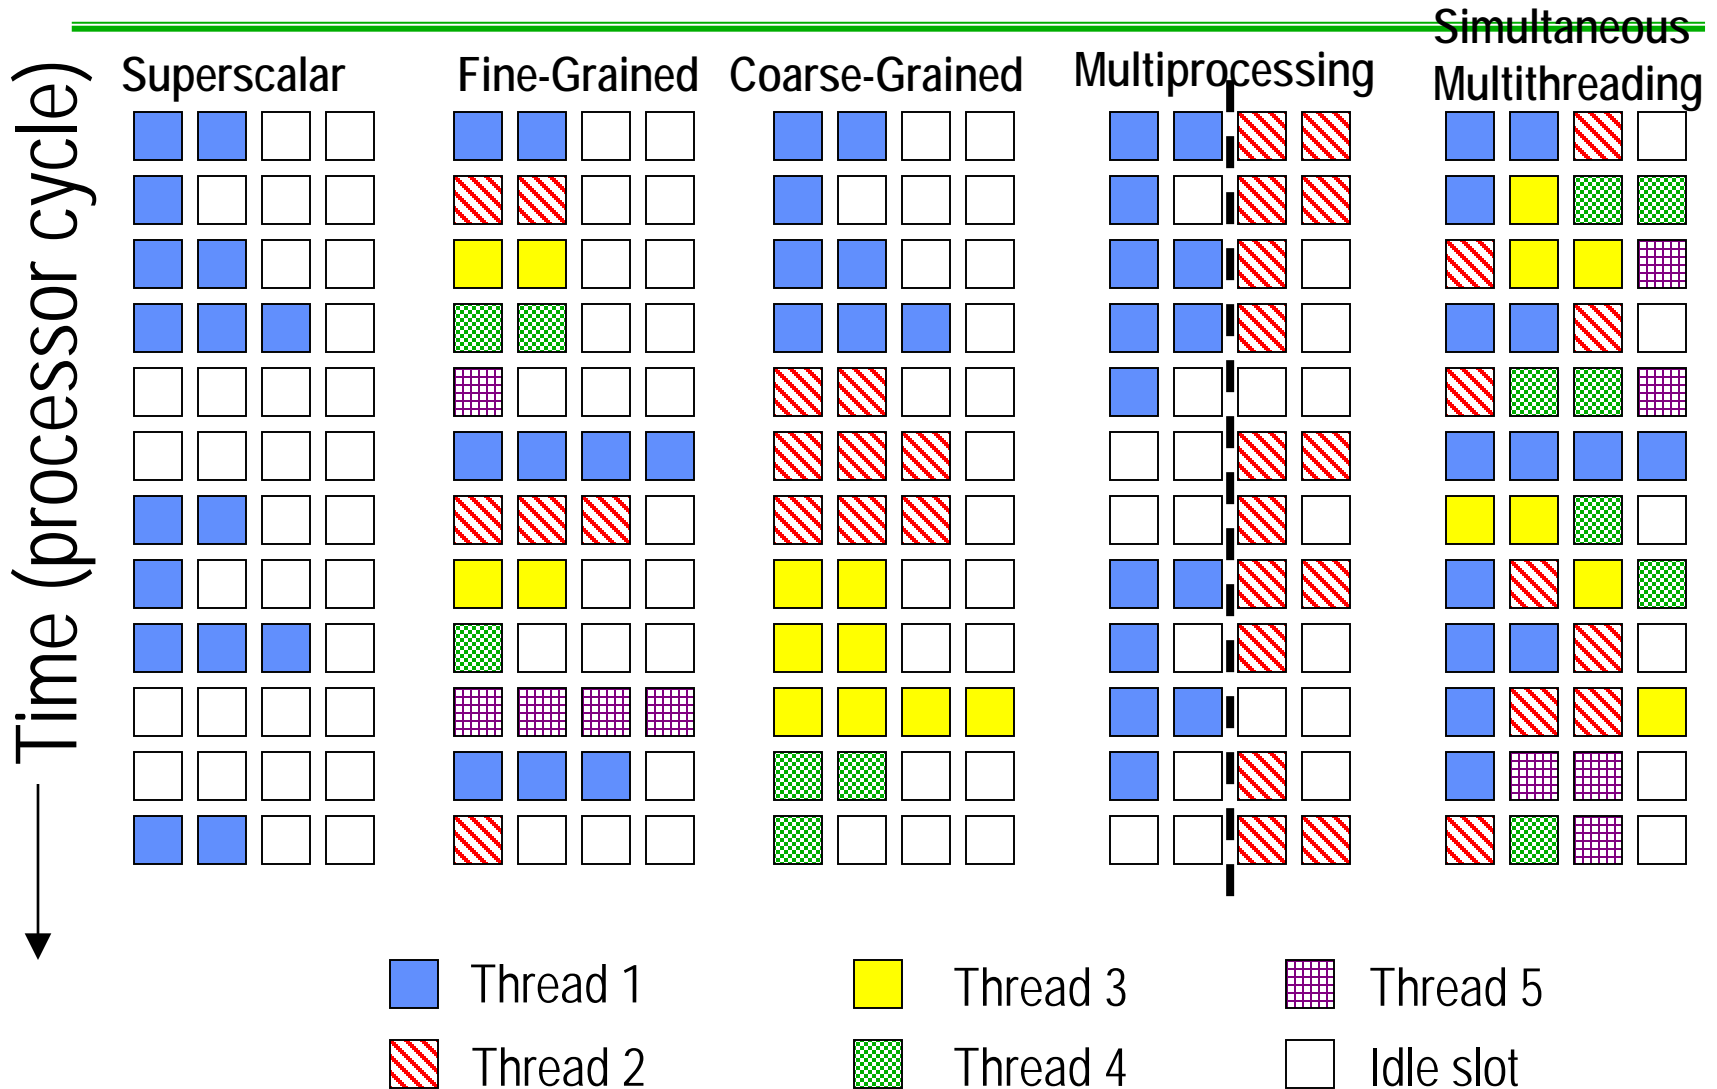 Simultaneous
Multithreading
Superscalar
Fine-Grained
Coarse-Grained
Multiprocessing
Time (processor cycle)
Thread 1
Thread 3
Thread 5
Thread 2
Thread 4
Idle slot